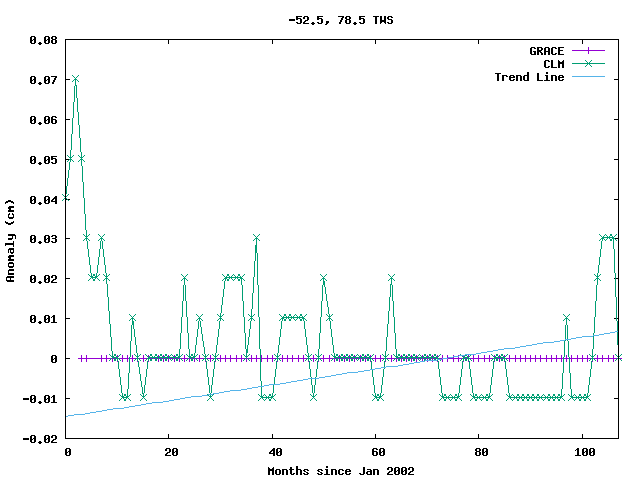 -52.5, 78.5 TWS
0.08
0.07
0.06
0.05
0.04
0.03
0.02
0.01
0
-0.01
-0.02
Anomaly (cm)
GRACE
CLM
Trend Line
0 20 40 60 80 100
Months since Jan 2002